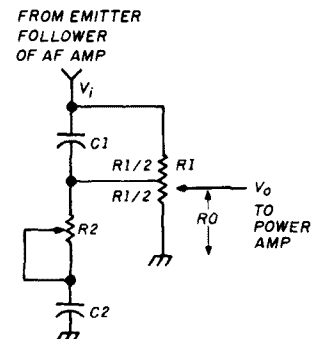 FROM EMITTER
FOLLOWER
OF AF AMP
Vi
C1
R1/2 R1
R1/2
Vo
R2
RO
TO
POWER
AMP
C2